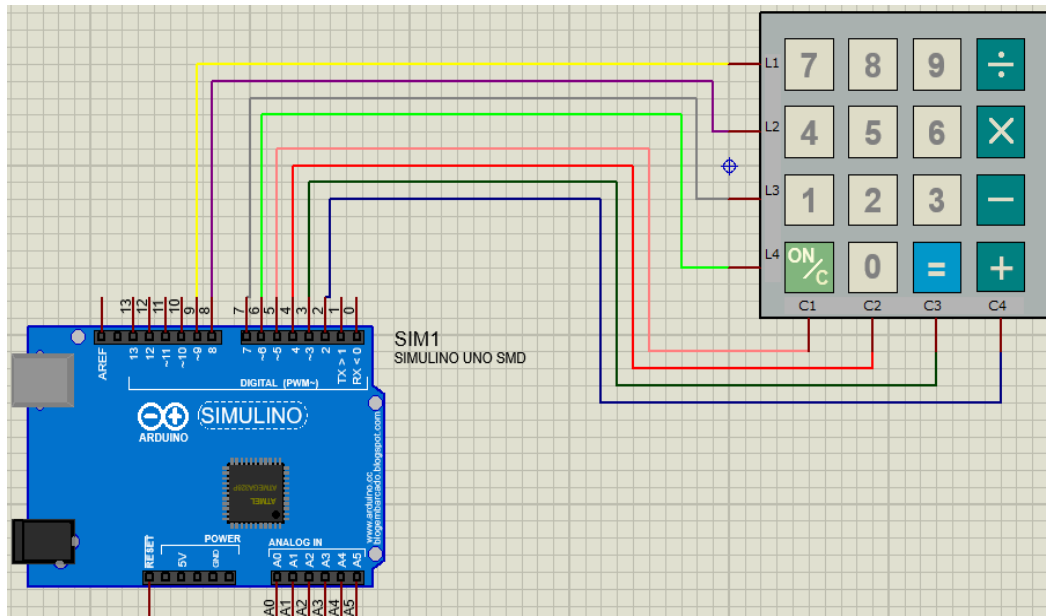 L1 7 8 9 ÷
L2 4 5 6 ×
L3 1 2 3 −
L4 ON/C 0 = +
C1 C2 C3 C4
13 12 11 10 9 8 7 6 5 4 3 2 1 0
AREF 13 12 ~11 ~10 ~9 8 7 ~6 ~5 4 ~3 2 TX > 1 RX < 0
SIM1
SIMULINO UNO SMD
DIGITAL (PWM~)
SIMULINO
ARDUINO
www.arduino.cc
blogembarcado.blogspot.com
ATMEL
ATMEGA328P
POWER ANALOG IN
RESET 5V GND A0 A1 A2 A3 A4 A5
A0 A1 A2 A3 A4 A5